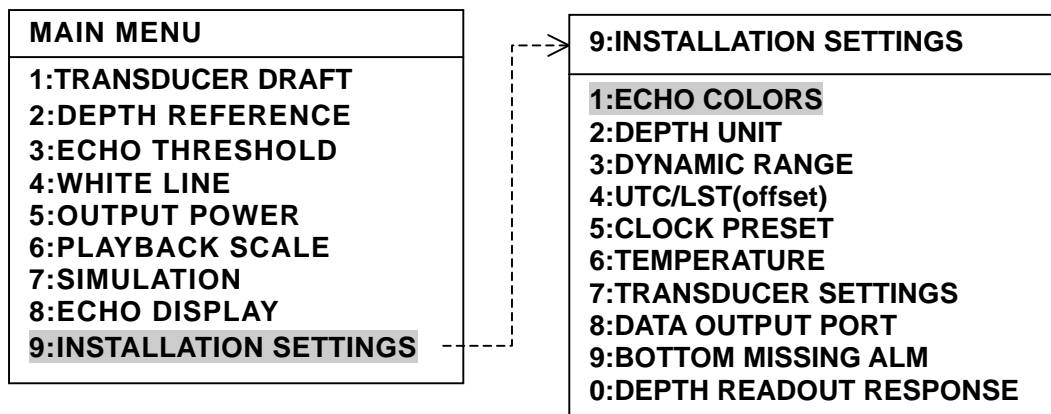 MAIN MENU
1:TRANSDUCER DRAFT
2:DEPTH REFERENCE
3:ECHO THRESHOLD
4:WHITE LINE
5:OUTPUT POWER
6:PLAYBACK SCALE
7:SIMULATION
8:ECHO DISPLAY
9:INSTALLATION SETTINGS
9:INSTALLATION SETTINGS
1:ECHO COLORS
2:DEPTH UNIT
3:DYNAMIC RANGE
4:UTC/LST(offset)
5:CLOCK PRESET
6:TEMPERATURE
7:TRANSDUCER SETTINGS
8:DATA OUTPUT PORT
9:BOTTOM MISSING ALM
0:DEPTH READOUT RESPONSE